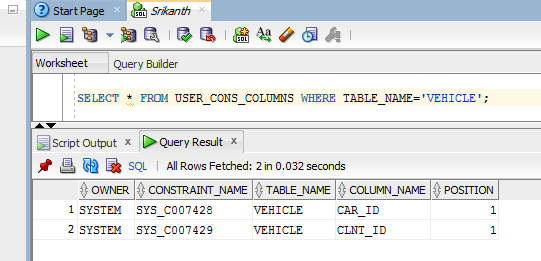 Start Page Srikanth
Worksheet Query Builder
SELECT * FROM USER_CONS_COLUMNS WHERE TABLE_NAME='VEHICLE';
Script Output x Query Result x
SQL | All Rows Fetched: 2 in 0.032 seconds
OWNER CONSTRAINT_NAME TABLE_NAME COLUMN_NAME POSITION
1 SYSTEM SYS_C007428 VEHICLE CAR_ID 1
2 SYSTEM SYS_C007429 VEHICLE CLNT_ID 1